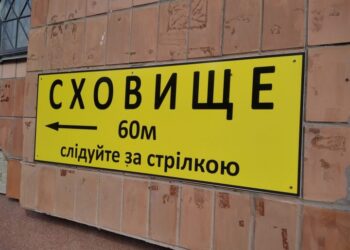 СХОВИЩЕ
60м
слідуйте за стрілкою